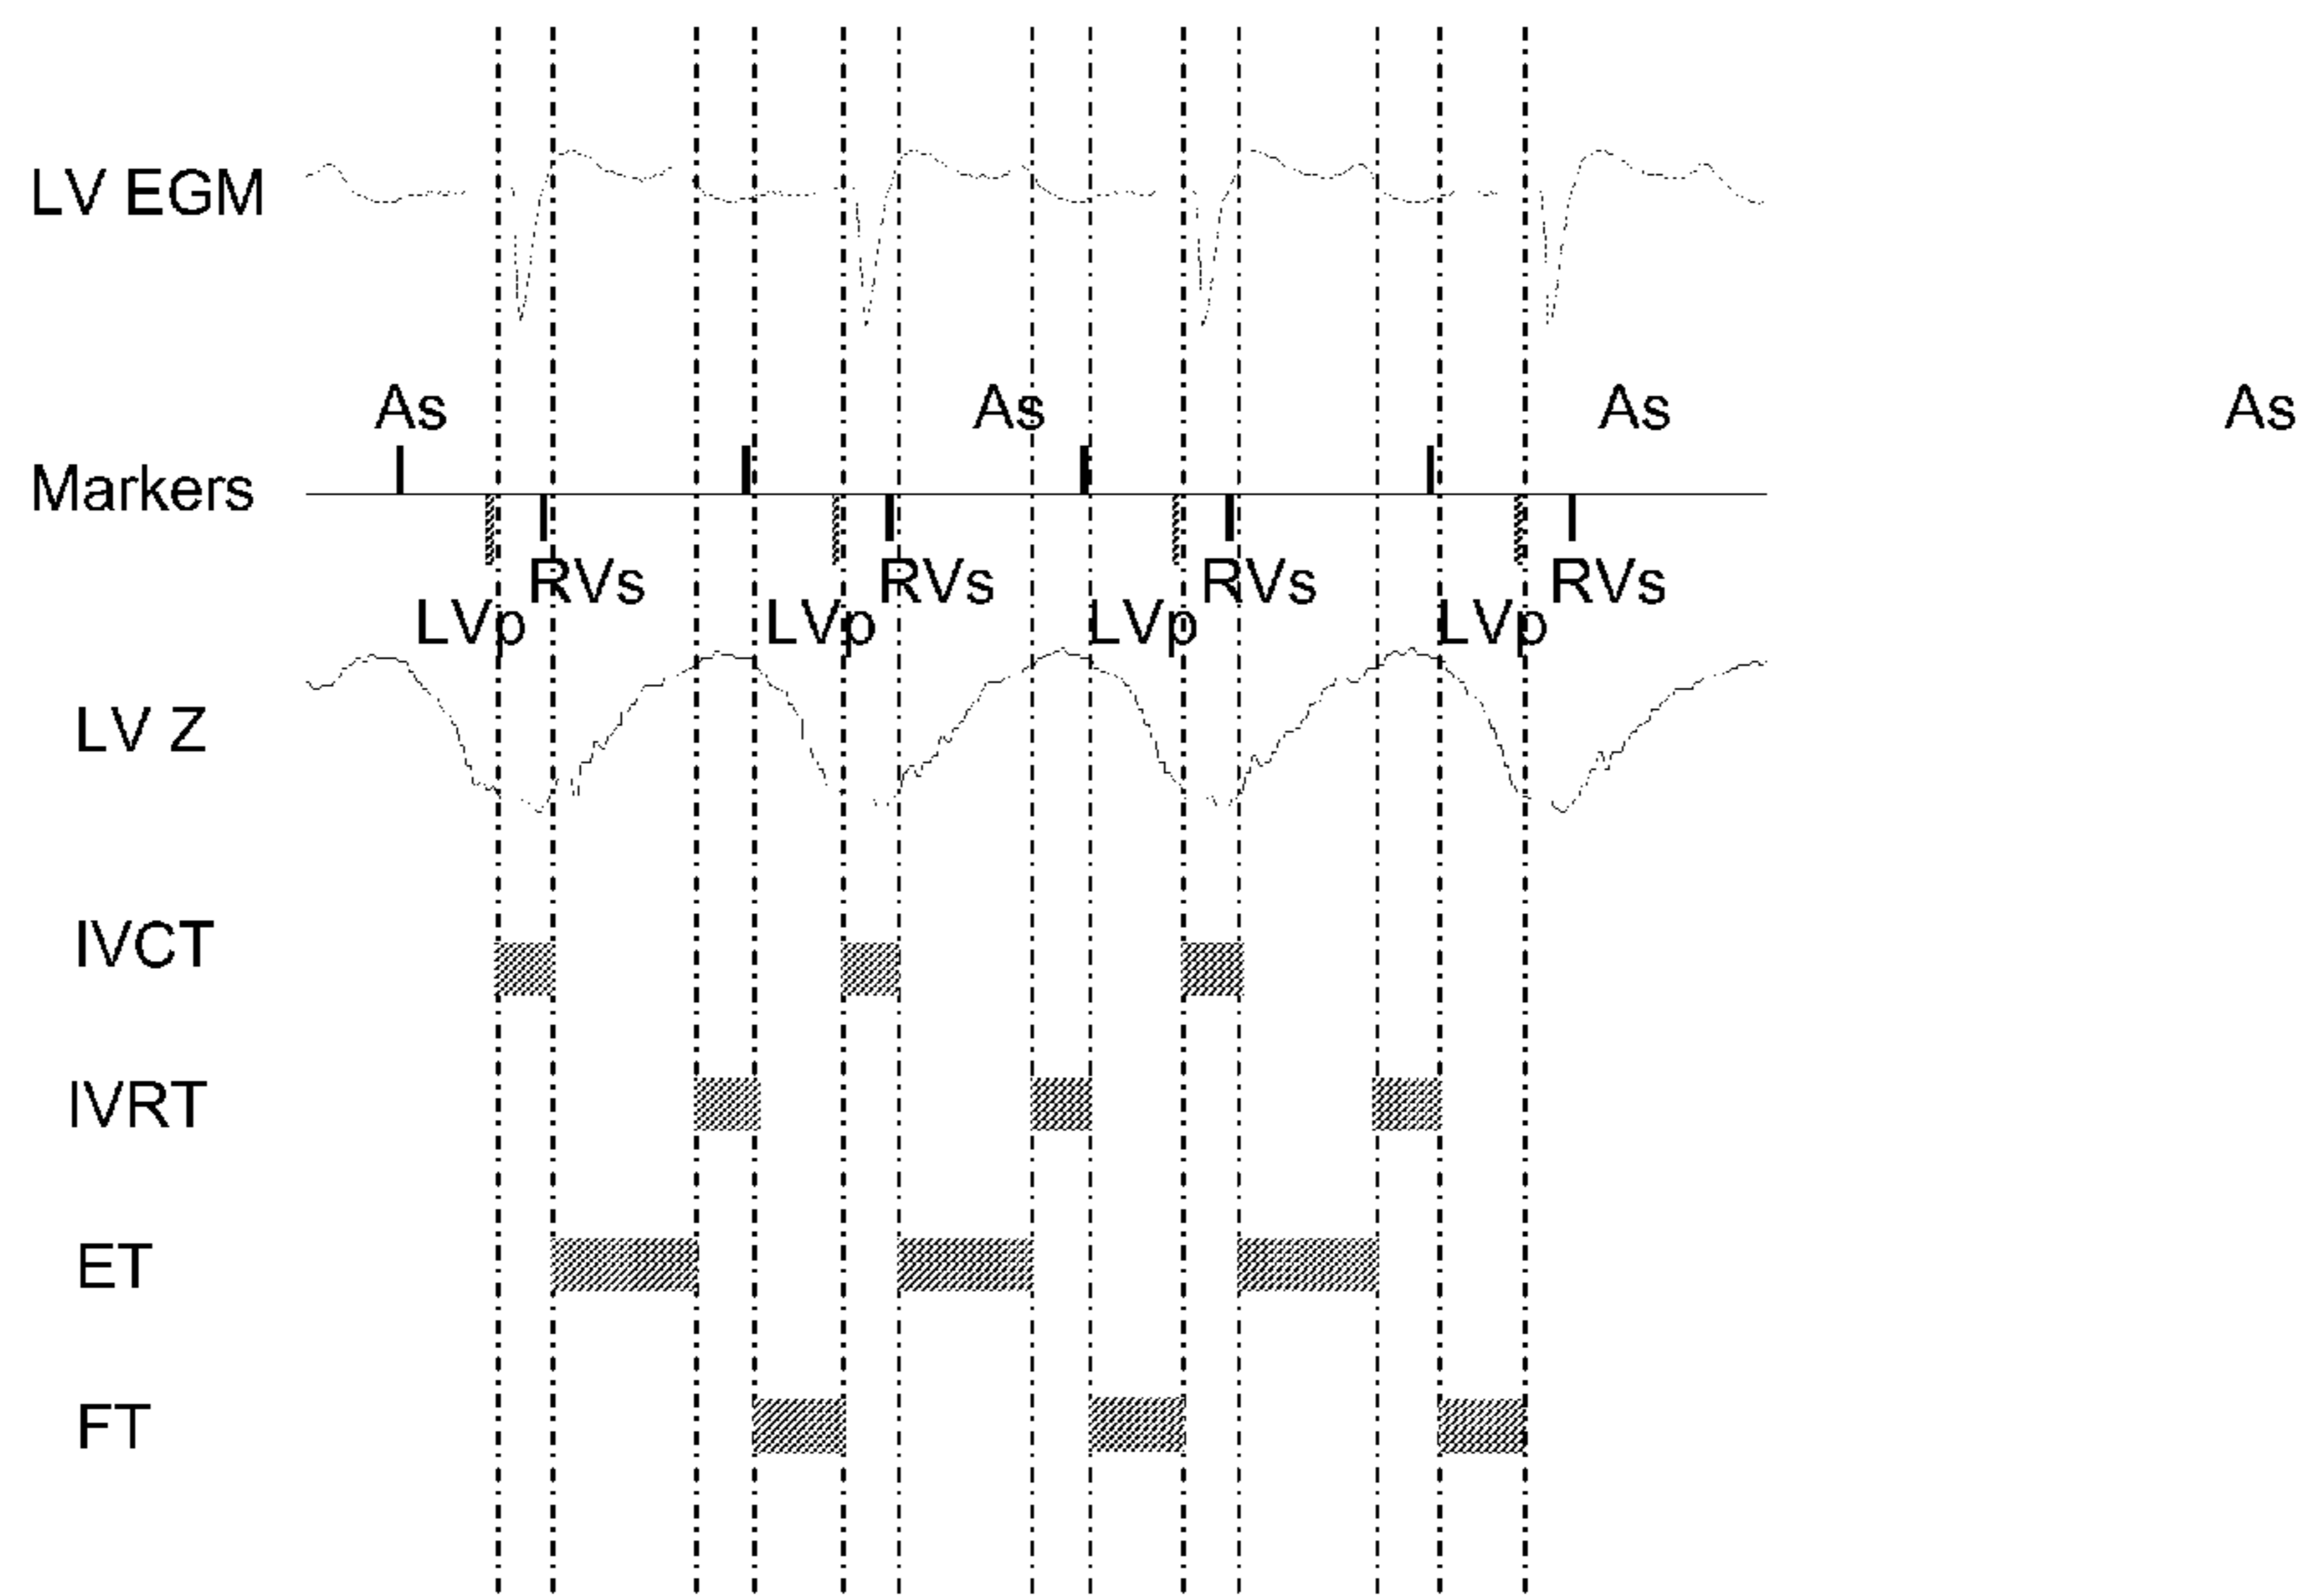 LV EGM
As As As As
Markers
RVs RVs RVs RVs
LVp LVp LVp LVp
LV Z
IVCT
IVRT
ET
FT